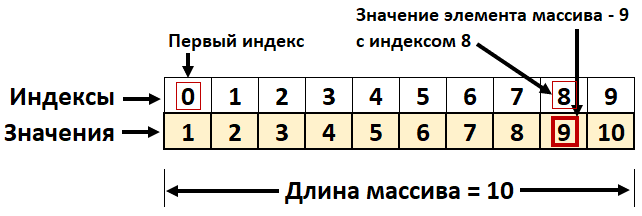 Значение элемента массива - 9
с индексом 8
Первый индекс
Индексы 0 1 2 3 4 5 6 7 8 9
Значения 1 2 3 4 5 6 7 8 9 10
Длина массива = 10